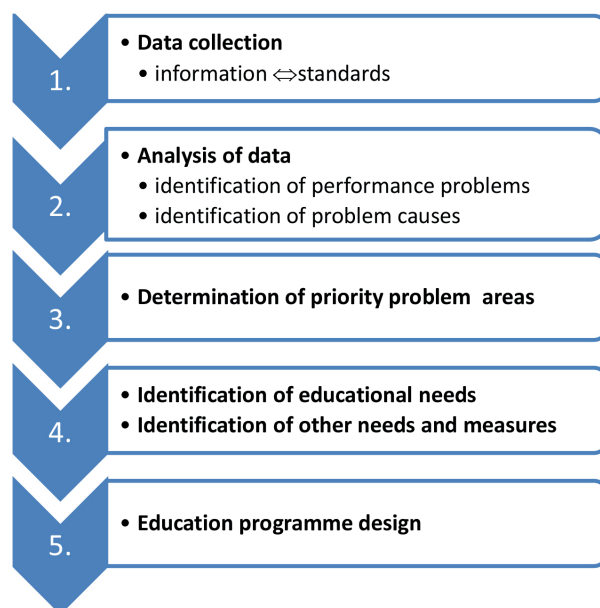 1.
• Data collection
• information ⇔standards
2.
• Analysis of data
• identification of performance problems
• identification of problem causes
3.
• Determination of priority problem  areas
4.
• Identification of educational needs
• Identification of other needs and measures
5.
• Education programme design